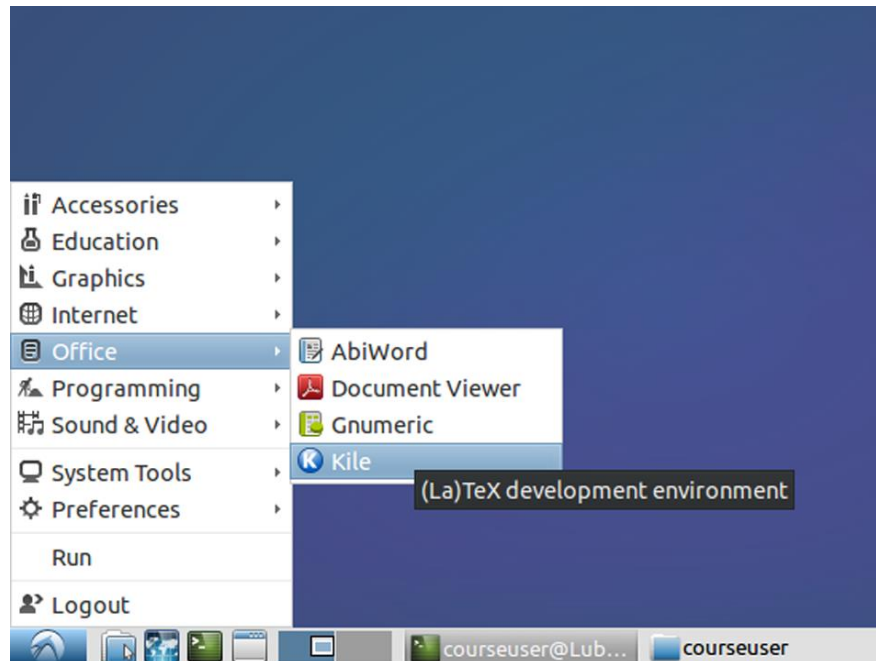 Accessories
Education
Graphics
Internet
Office
AbiWord
Programming
Document Viewer
Sound & Video
Gnumeric
System Tools
Kile
(La)TeX development environment
Preferences
Run
Logout
courseuser@Lub...
courseuser